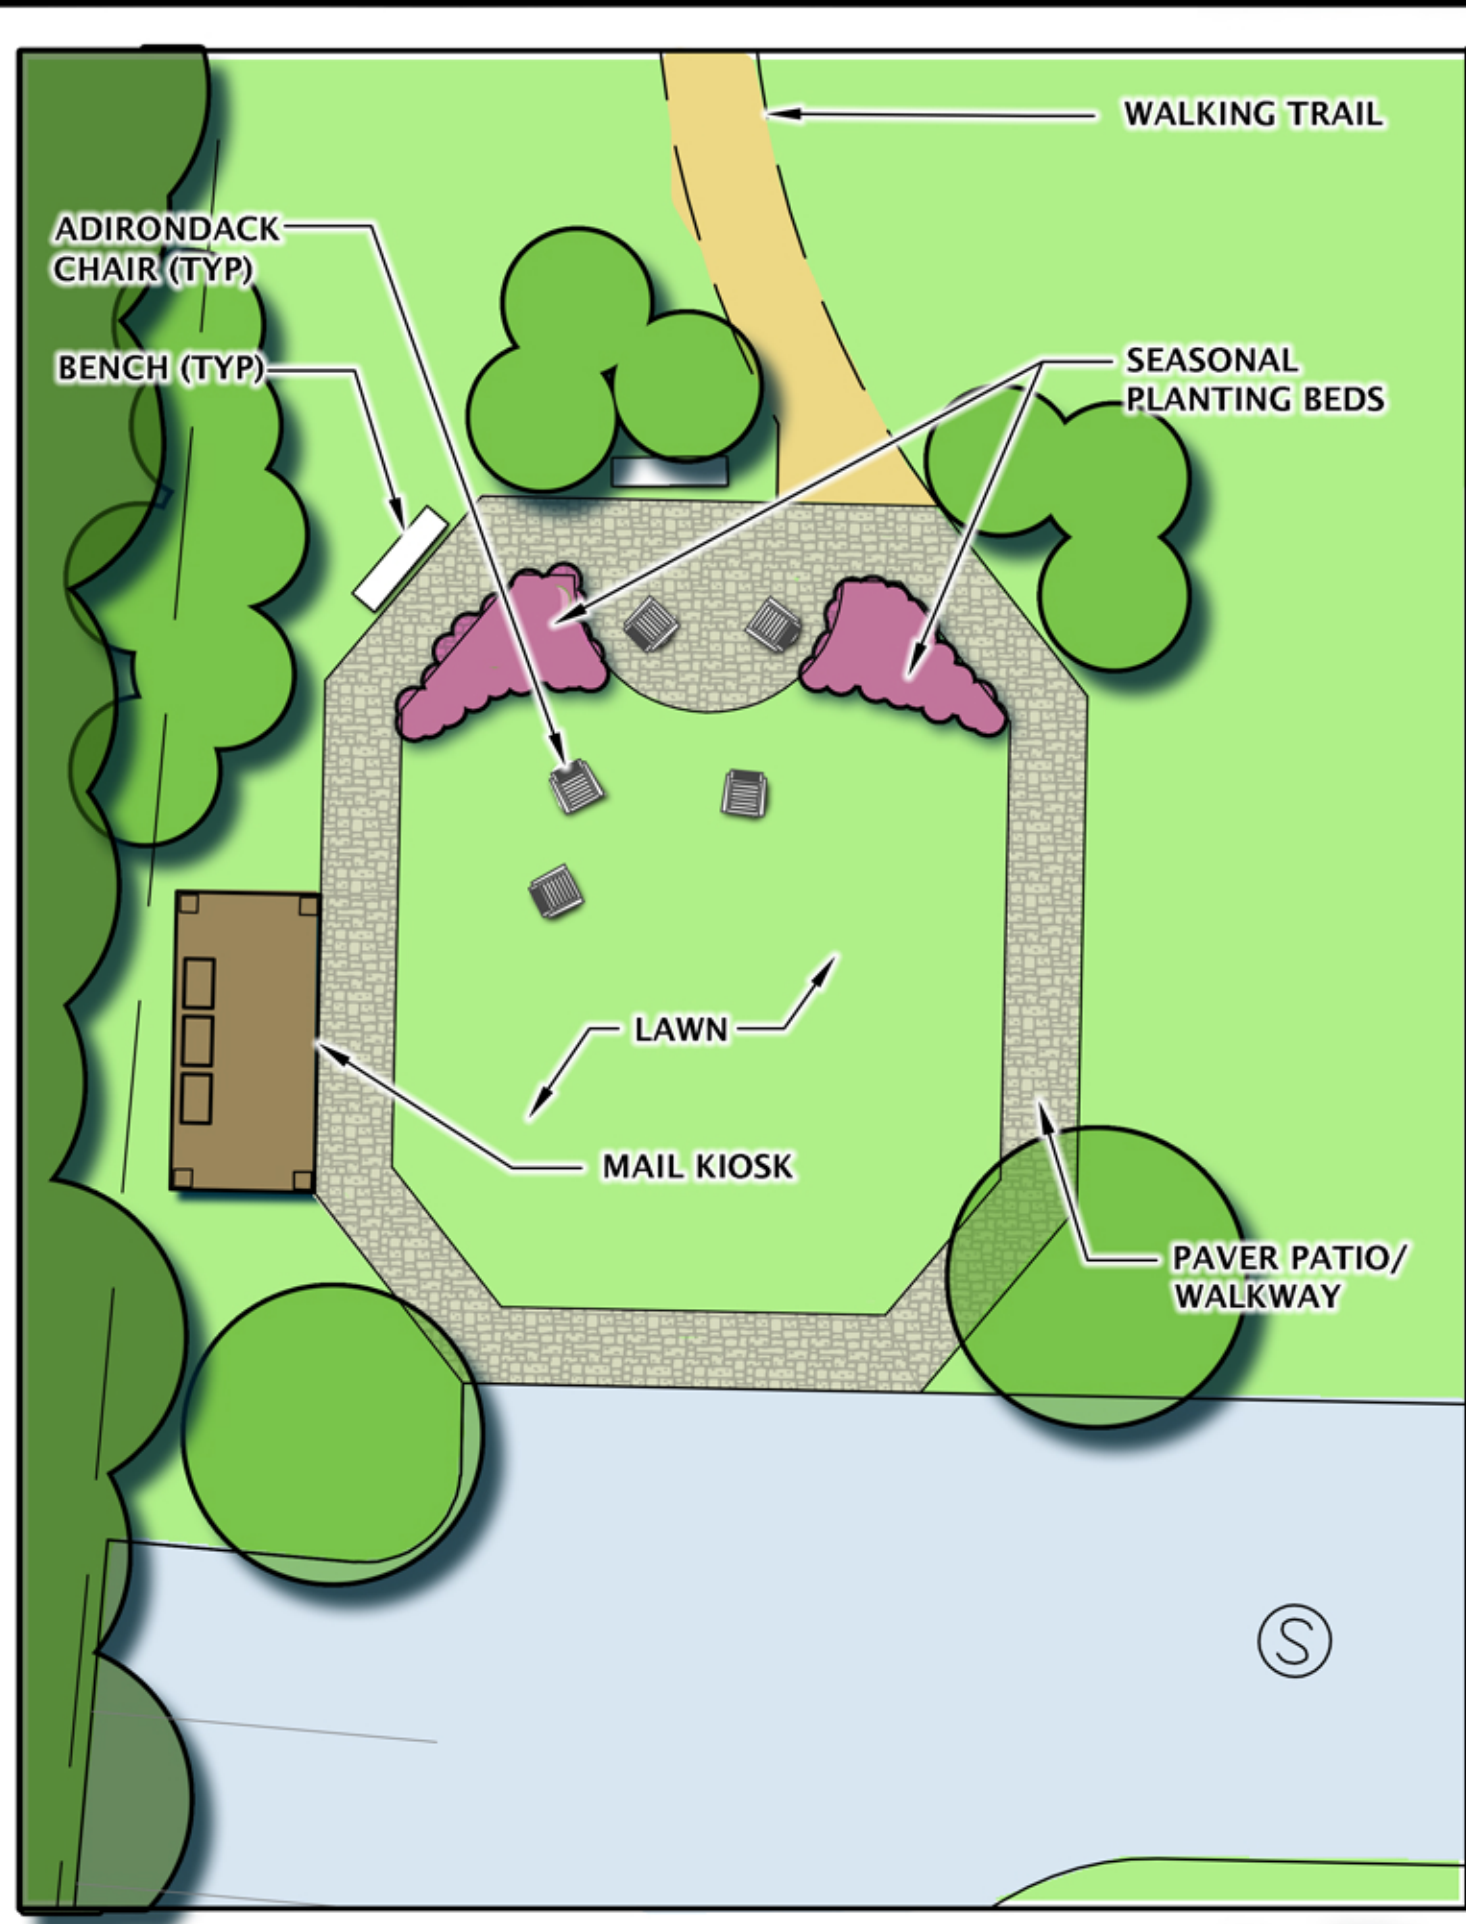 WALKING TRAIL
ADIRONDACK
CHAIR (TYP)
BENCH (TYP)
SEASONAL
PLANTING BEDS
LAWN
MAIL KIOSK
PAVER PATIO/
WALKWAY
S